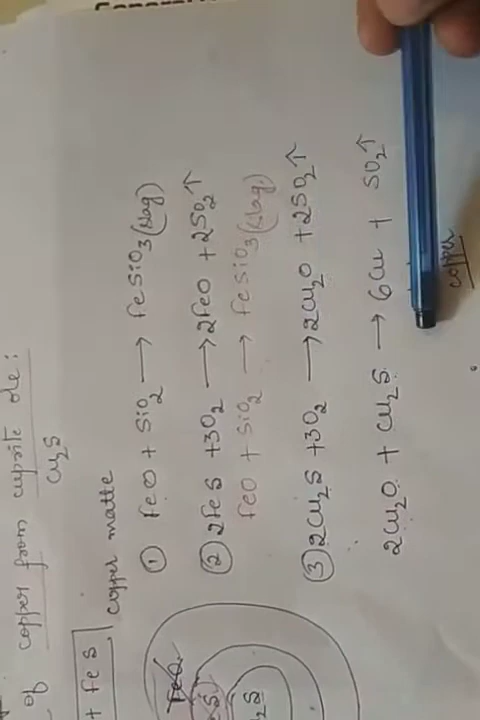 of copper from cuprite ore:
Cu2S
+ FeS copper matte
① FeO + SiO2 → FeSiO3 (slag)
② 2FeS + 3O2 → 2FeO + 2SO2↑
FeO + SiO2 → FeSiO3 (slag)
③ 2Cu2S + 3O2 → 2Cu2O + 2SO2↑
2Cu2O + Cu2S → 6Cu + SO2↑
copper